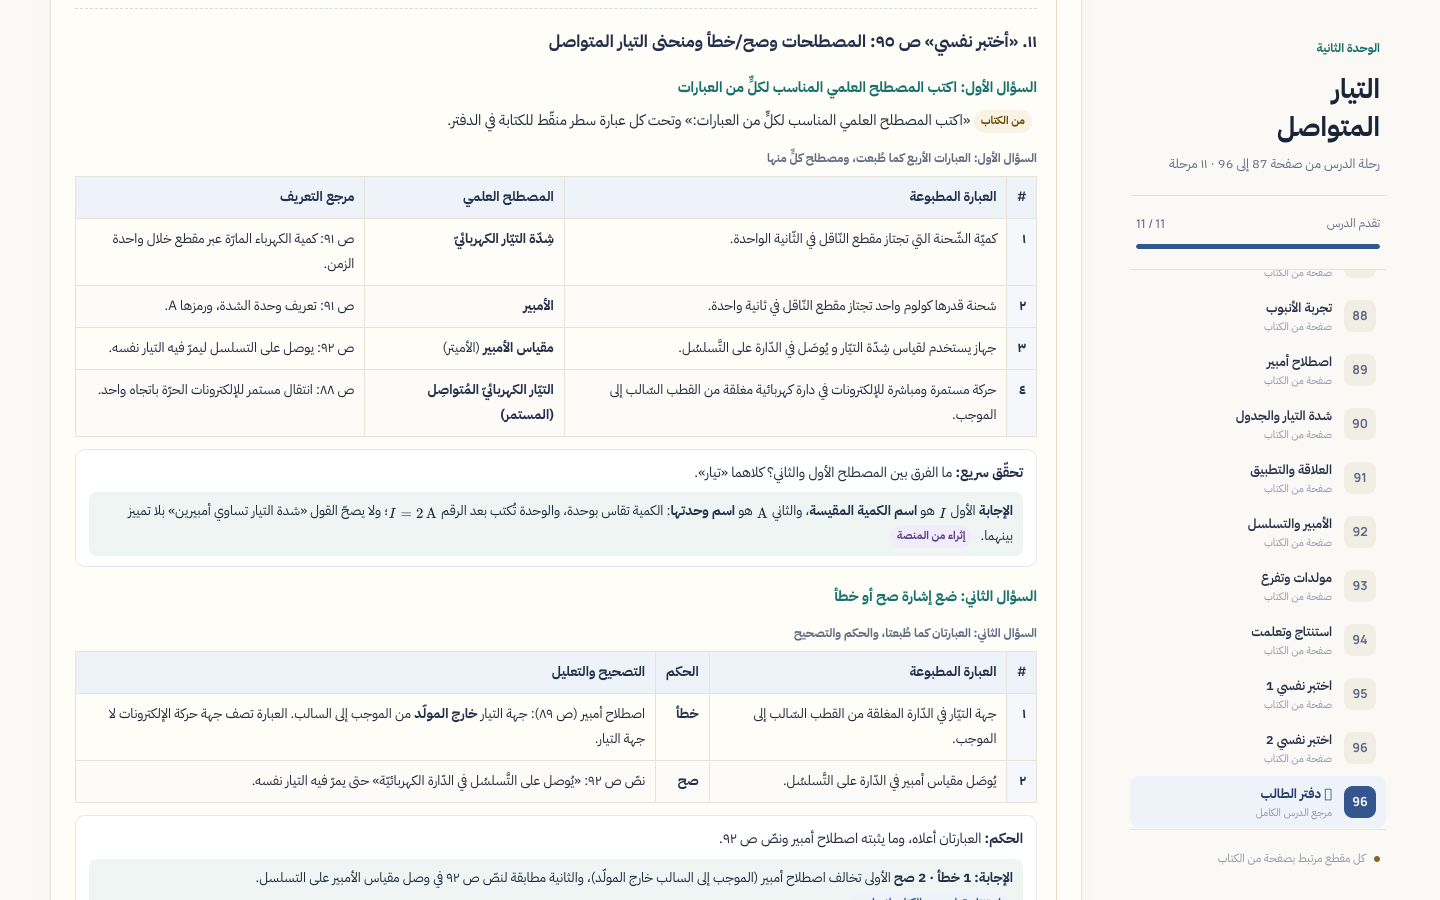 الوحدة الثانية
التيار
المتواصل
رحلة الدرس من صفحة 87 إلى 96 · ١١ مرحلة
تقدم الدرس
11 / 11
صفحة من الكتاب
88
تجربة الأنبوب
صفحة من الكتاب
89
اصطلاح أمبير
صفحة من الكتاب
90
شدة التيار والجدول
صفحة من الكتاب
91
العلاقة والتطبيق
صفحة من الكتاب
92
الأمبير والتسلسل
صفحة من الكتاب
93
مولدات وتفرع
صفحة من الكتاب
94
استنتاج وتعلمت
صفحة من الكتاب
95
اختبر نفسي 1
صفحة من الكتاب
96
اختبر نفسي 2
صفحة من الكتاب
96
دفتر الطالب
مرجع الدرس الكامل
كل مقطع مرتبط بصفحة من الكتاب
١١. «أختبر نفسي» ص ٩٥: المصطلحات وصح/خطأ ومنحنى التيار المتواصل
السؤال الأول: اكتب المصطلح العلمي المناسب لكلٍّ من العبارات
من الكتاب «اكتب المصطلح العلمي المناسب لكلٍّ من العبارات:» وتحت كل عبارة سطر منقّط للكتابة في الدفتر.
السؤال الأول: العبارات الأربع كما طُبعت، ومصطلح كلٍّ منها
# العبارة المطبوعة المصطلح العلمي مرجع التعريف
١ كميّة الشّحنة التي تجتاز مقطع النّاقل في الثّانية الواحدة. شِدّة التيّار الكهربائيّ ص ٩١: كمية الكهرباء المارّة عبر مقطع خلال واحدة
الزمن.
٢ شحنة قدرها كولوم واحد تجتاز مقطع النّاقل في ثانية واحدة. الأمبير ص ٩١: تعريف وحدة الشدة، ورمزها A.
٣ جهاز يستخدم لقياس شِدّة التيّار و يُوصَل في الدّارة على التَّسلسُل. مقياس الأمبير (الأميتر) ص ٩٢: يوصل على التسلسل ليمرّ فيه التيار نفسه.
٤ حركة مستمرة ومباشرة للإلكترونات في دارة كهربائية مغلقة من القطب السّالب إلى
الموجب. التيّار الكهربائيّ المُتواصِل
(المستمر) ص ٨٨: انتقال مستمر للإلكترونات الحرّة باتجاه واحد.
تحقّق سريع: ما الفرق بين المصطلح الأول والثاني؟ كلاهما «تيار».
الإجابة الأول I هو اسم الكمية المقيسة، والثاني A هو اسم وحدتها: الكمية تقاس بوحدة، والوحدة تُكتب بعد الرقم I = 2 A؛ ولا يصحّ القول «شدة التيار تساوي أمبيرين» بلا تمييز
بينهما. إثراء من المنصة
السؤال الثاني: ضع إشارة صح أو خطأ
السؤال الثاني: العبارتان كما طُبعتا، والحكم والتصحيح
# العبارة المطبوعة الحكم التصحيح والتعليل
١ جهة التيّار في الدّارة المغلقة من القطب السّالب إلى
الموجب. خطأ اصطلاح أمبير (ص ٨٩): جهة التيار خارج المولّد من الموجب إلى السالب. العبارة تصف جهة حركة الإلكترونات لا
جهة التيار.
٢ يُوصَل مقياس أمبير في الدّارة على التَّسلسُل. صح نصّ ص ٩٢: «يُوصل على التَّسلسُل في الدّارة الكهربائيّة» حتى يمرّ فيه التيار نفسه.
الحكم: العبارتان أعلاه، وما يثبته اصطلاح أمبير ونصّ ص ٩٢.
الإجابة: 1 خطأ · 2 صح الأولى تخالف اصطلاح أمبير (الموجب إلى السالب خارج المولّد)، والثانية مطابقة لنصّ ص ٩٢ في وصل مقياس الأمبير على التسلسل.